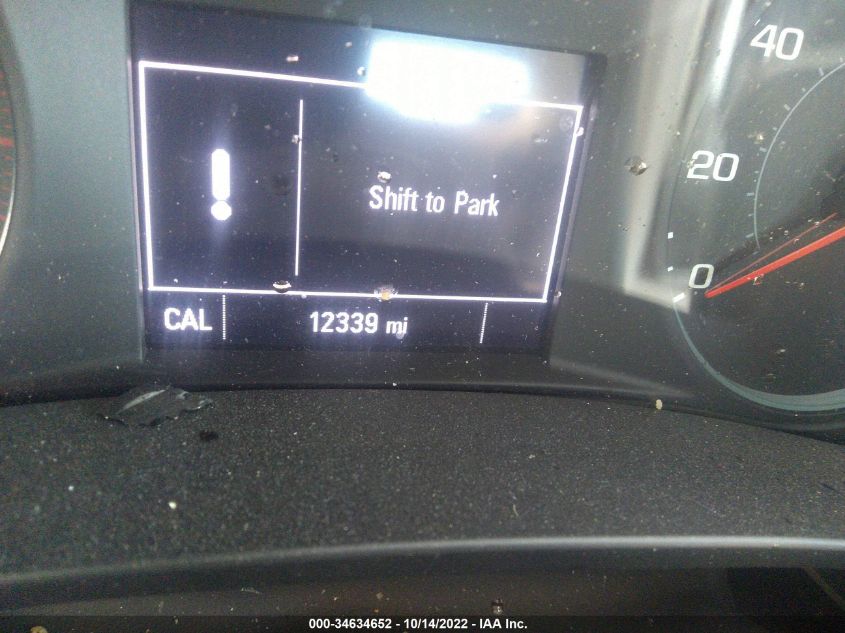 40
20
0
Shift to Park
CAL 12339 mi
000-34634652 - 10/14/2022 - IAA Inc.